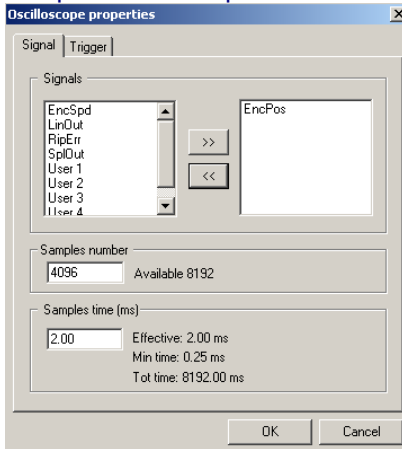 Oscilloscope properties
Signal Trigger
Signals
EncSpd
LinOut
RipErr
SplOut
User 1
User 2
User 3
User 4
>>
<<
EncPos
Samples number
4096 Available 8192
Samples time (ms)
2.00 Effective: 2.00 ms
Min time: 0.25 ms
Tot time: 8192.00 ms
OK Cancel